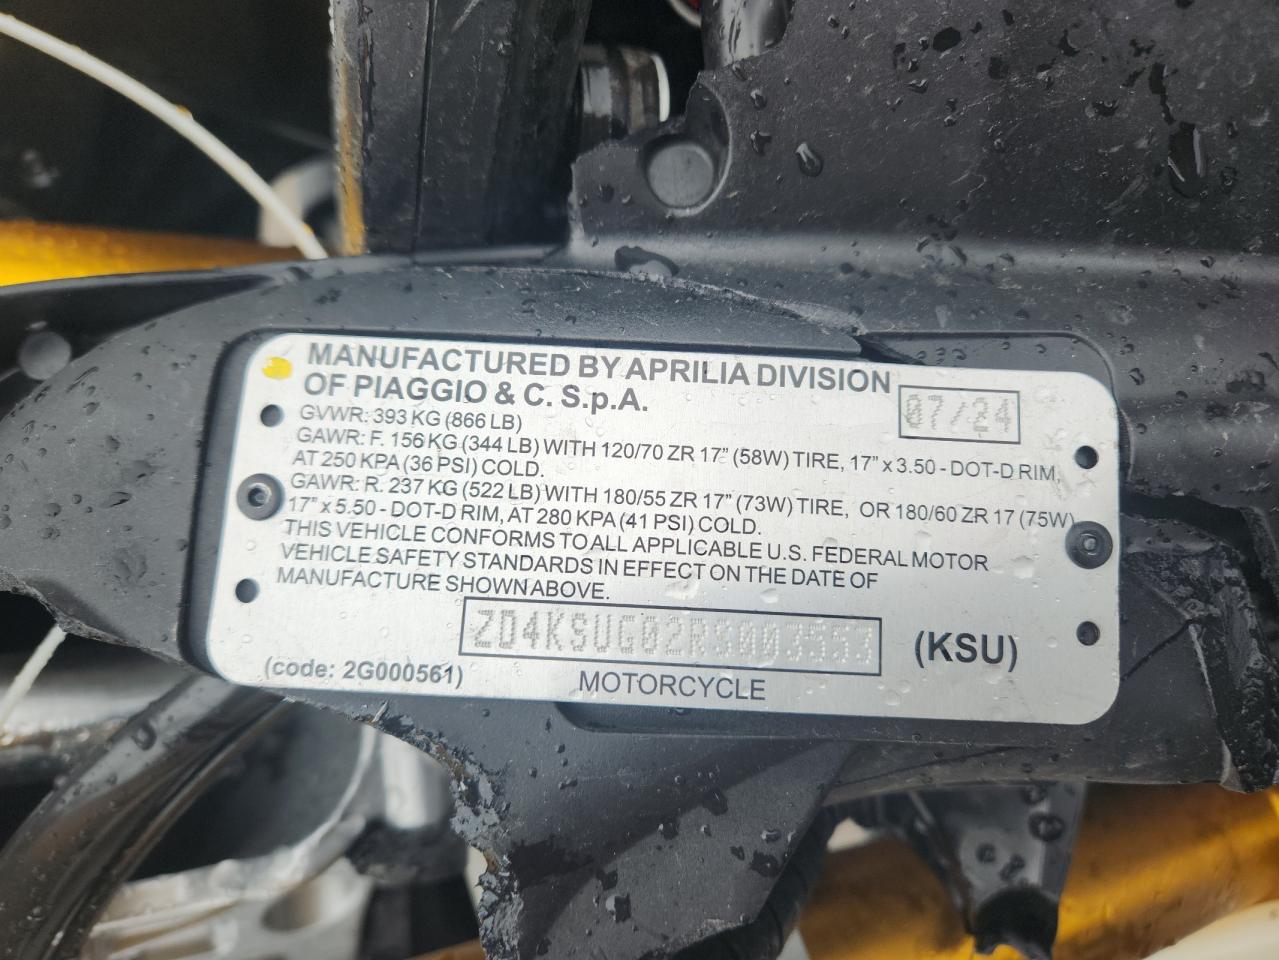 MANUFACTURED BY APRILIA DIVISION
OF PIAGGIO & C. S.p.A.
07/24
GVWR: 393 KG (866 LB)
GAWR: F. 156 KG (344 LB) WITH 120/70 ZR 17" (58W) TIRE, 17" x 3.50 - DOT-D RIM,
AT 250 KPA (36 PSI) COLD.
GAWR: R. 237 KG (522 LB) WITH 180/55 ZR 17" (73W) TIRE, OR 180/60 ZR 17 (75W)
17" x 5.50 - DOT-D RIM, AT 280 KPA (41 PSI) COLD.
THIS VEHICLE CONFORMS TO ALL APPLICABLE U.S. FEDERAL MOTOR
VEHICLE SAFETY STANDARDS IN EFFECT ON THE DATE OF
MANUFACTURE SHOWN ABOVE.
ZD4KSUG02RS003553
(KSU)
(code: 2G000561)
MOTORCYCLE